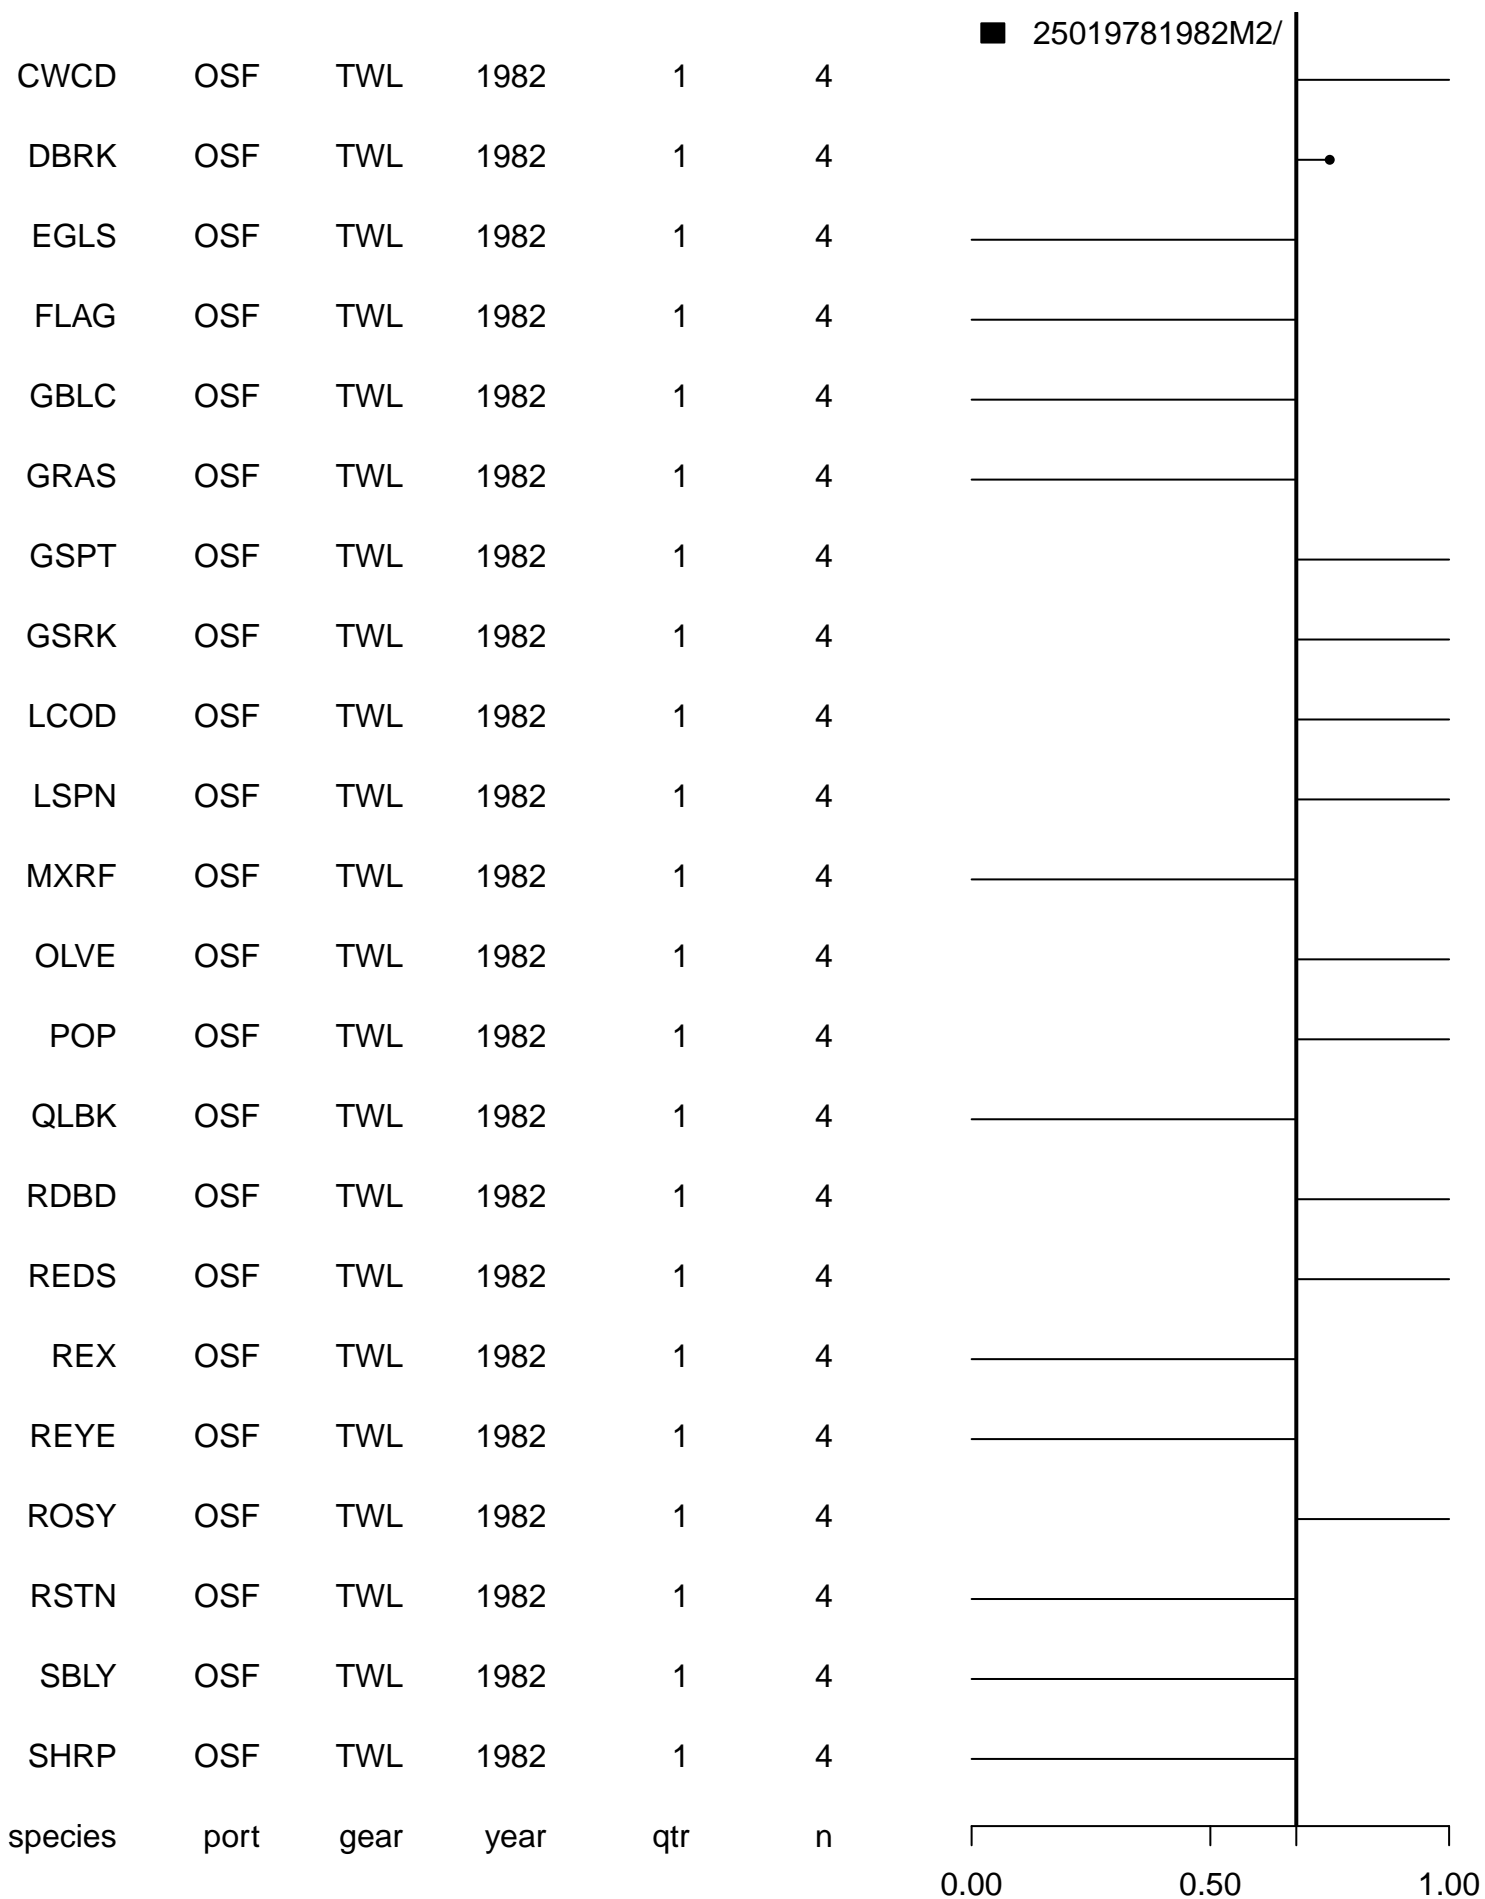 25019781982M2/
CWCD OSF TWL 1982 1 4
DBRK OSF TWL 1982 1 4
EGLS OSF TWL 1982 1 4
FLAG OSF TWL 1982 1 4
GBLC OSF TWL 1982 1 4
GRAS OSF TWL 1982 1 4
GSPT OSF TWL 1982 1 4
GSRK OSF TWL 1982 1 4
LCOD OSF TWL 1982 1 4
LSPN OSF TWL 1982 1 4
MXRF OSF TWL 1982 1 4
OLVE OSF TWL 1982 1 4
POP OSF TWL 1982 1 4
QLBK OSF TWL 1982 1 4
RDBD OSF TWL 1982 1 4
REDS OSF TWL 1982 1 4
REX OSF TWL 1982 1 4
REYE OSF TWL 1982 1 4
ROSY OSF TWL 1982 1 4
RSTN OSF TWL 1982 1 4
SBLY OSF TWL 1982 1 4
SHRP OSF TWL 1982 1 4
species port gear year qtr n
0.00 0.50 1.00